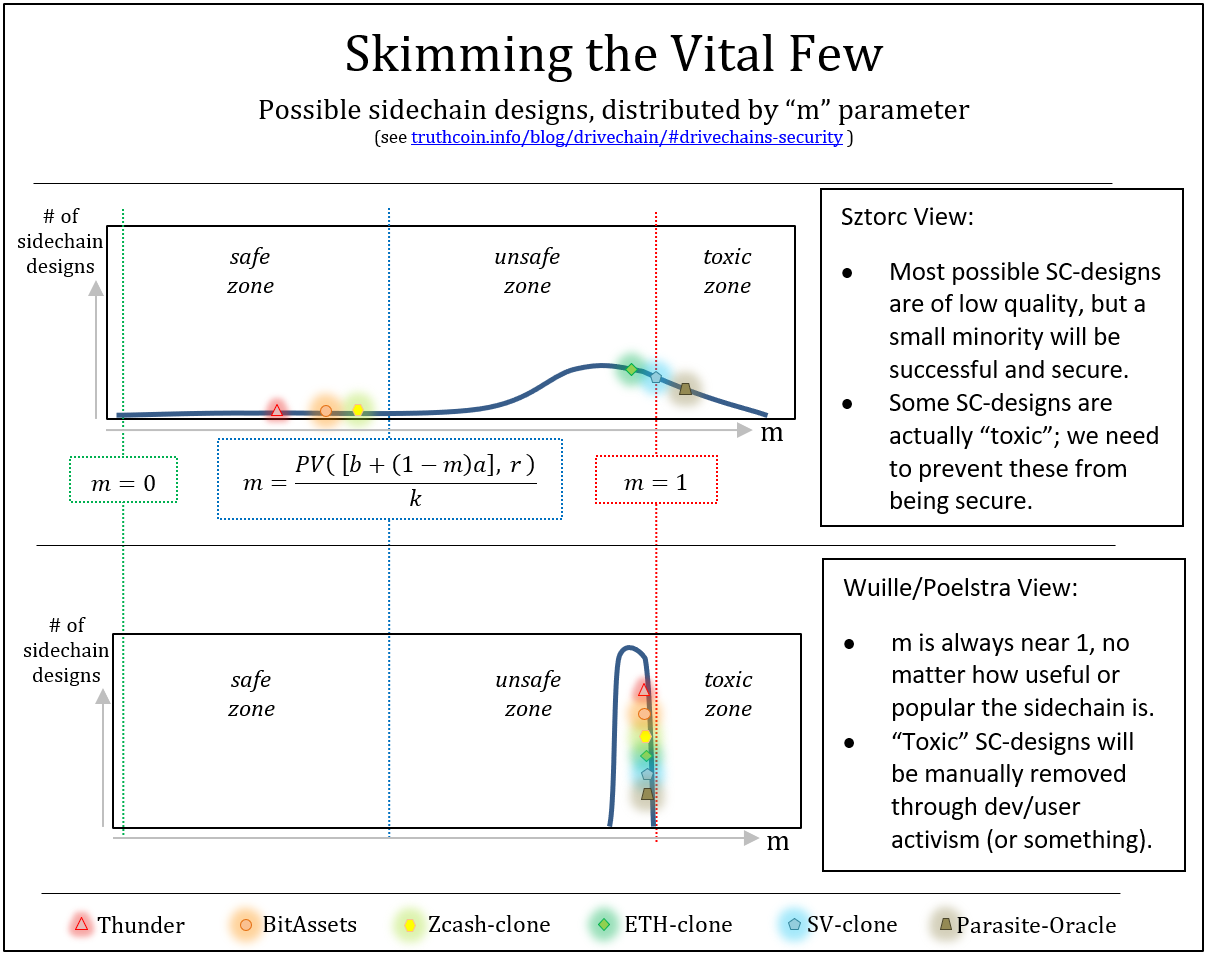 Skimming the Vital Few
Possible sidechain designs, distributed by “m” parameter
(see truthcoin.info/blog/drivechain/#drivechains-security )
# of
sidechain
designs
safe
zone
unsafe
zone
toxic
zone
m
m = 0
m = PV( [b + (1 − m)a], r ) / k
m = 1
Sztorc View:
● Most possible SC-designs
are of low quality, but a
small minority will be
successful and secure.
● Some SC-designs are
actually “toxic”; we need
to prevent these from
being secure.
# of
sidechain
designs
safe
zone
unsafe
zone
toxic
zone
m
Wuille/Poelstra View:
● m is always near 1, no
matter how useful or
popular the sidechain is.
● “Toxic” SC-designs will
be manually removed
through dev/user
activism (or something).
Thunder BitAssets Zcash-clone ETH-clone SV-clone Parasite-Oracle